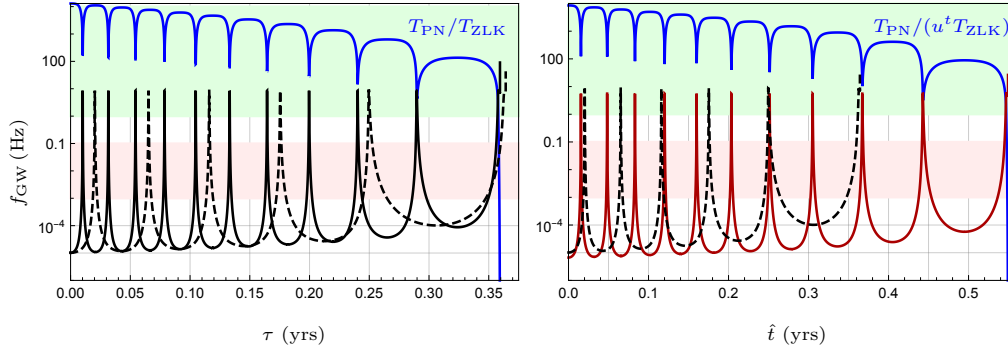 T_PN/T_ZLK
f_GW (Hz)
100
0.1
10^−4
0.00 0.05 0.10 0.15 0.20 0.25 0.30 0.35
τ (yrs)
T_PN/(u^t T_ZLK)
100
0.1
10^−4
0.0 0.1 0.2 0.3 0.4 0.5
t̂ (yrs)